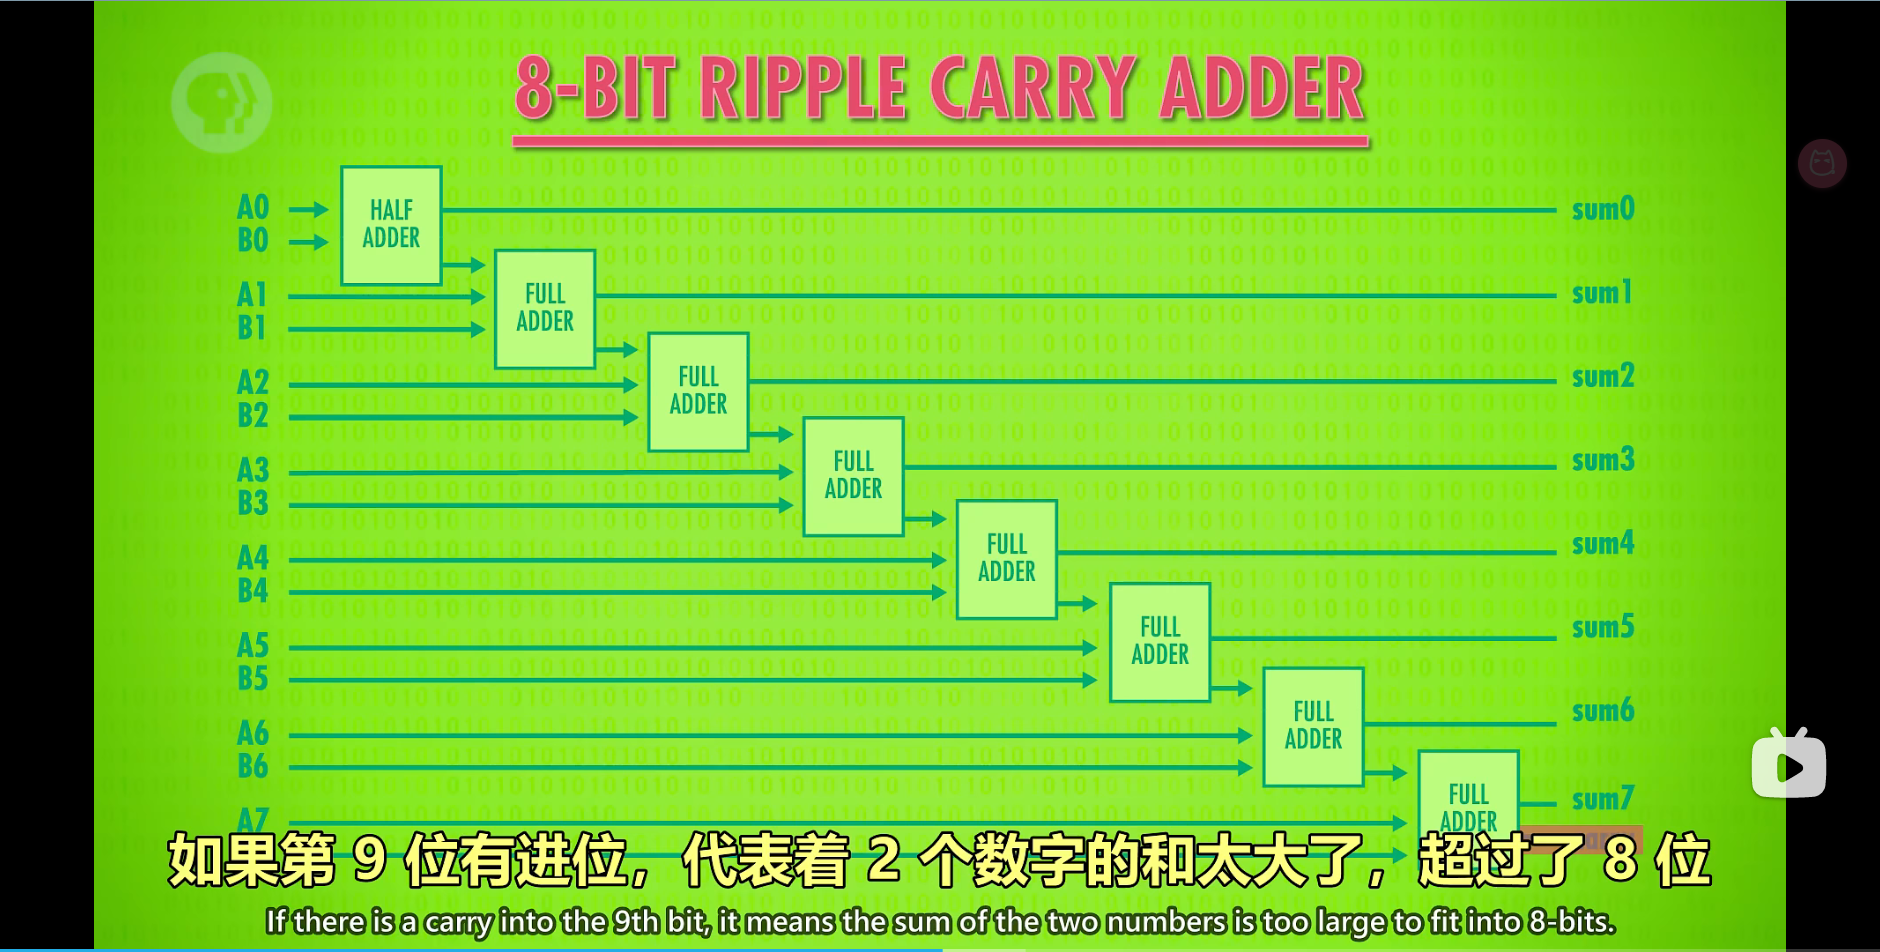 8-BIT RIPPLE CARRY ADDER
A0
B0
HALF
ADDER
sum0
A1
B1
FULL
ADDER
sum1
A2
B2
FULL
ADDER
sum2
A3
B3
FULL
ADDER
sum3
A4
B4
FULL
ADDER
sum4
A5
B5
FULL
ADDER
sum5
A6
B6
FULL
ADDER
sum6
A7
FULL
ADDER
sum7
如果第 9 位有进位，代表着 2 个数字的和太大了，超过了 8 位
If there is a carry into the 9th bit, it means the sum of the two numbers is too large to fit into 8-bits.